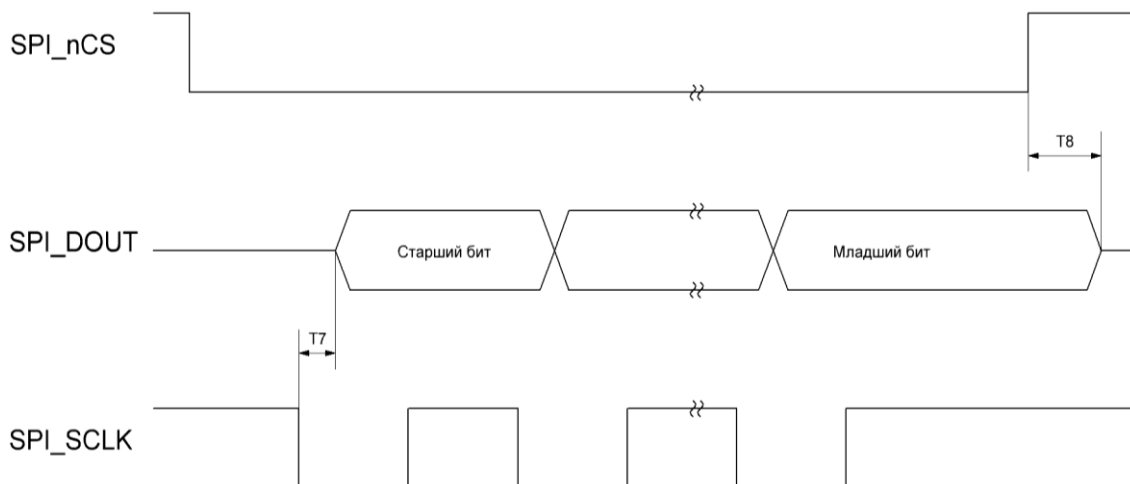 SPI_nCS
T8
SPI_DOUT
Старший бит
Младший бит
T7
SPI_SCLK